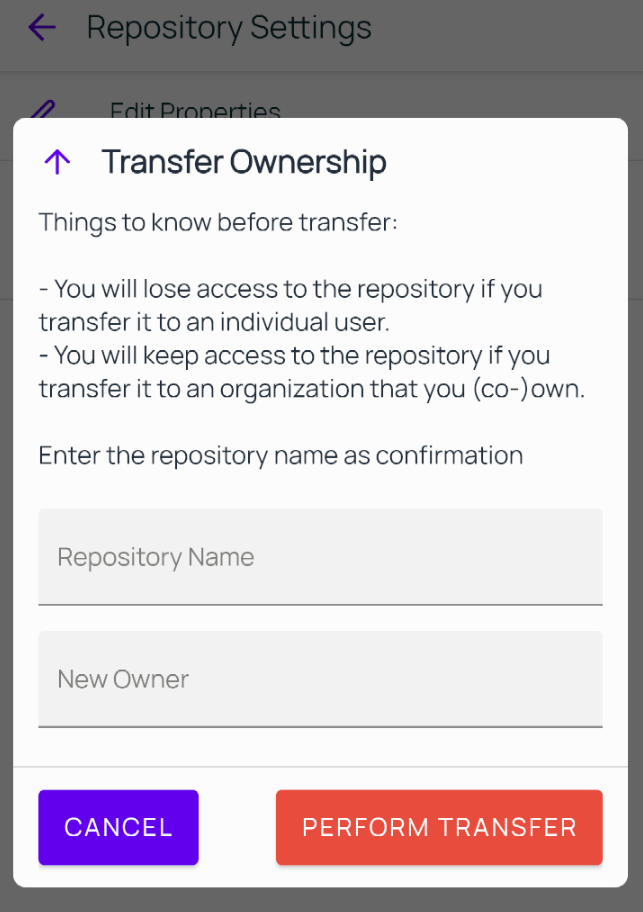 Repository Settings
Edit Properties
Transfer Ownership
Things to know before transfer:
- You will lose access to the repository if you
transfer it to an individual user.
- You will keep access to the repository if you
transfer it to an organization that you (co-)own.
Enter the repository name as confirmation
Repository Name
New Owner
CANCEL
PERFORM TRANSFER